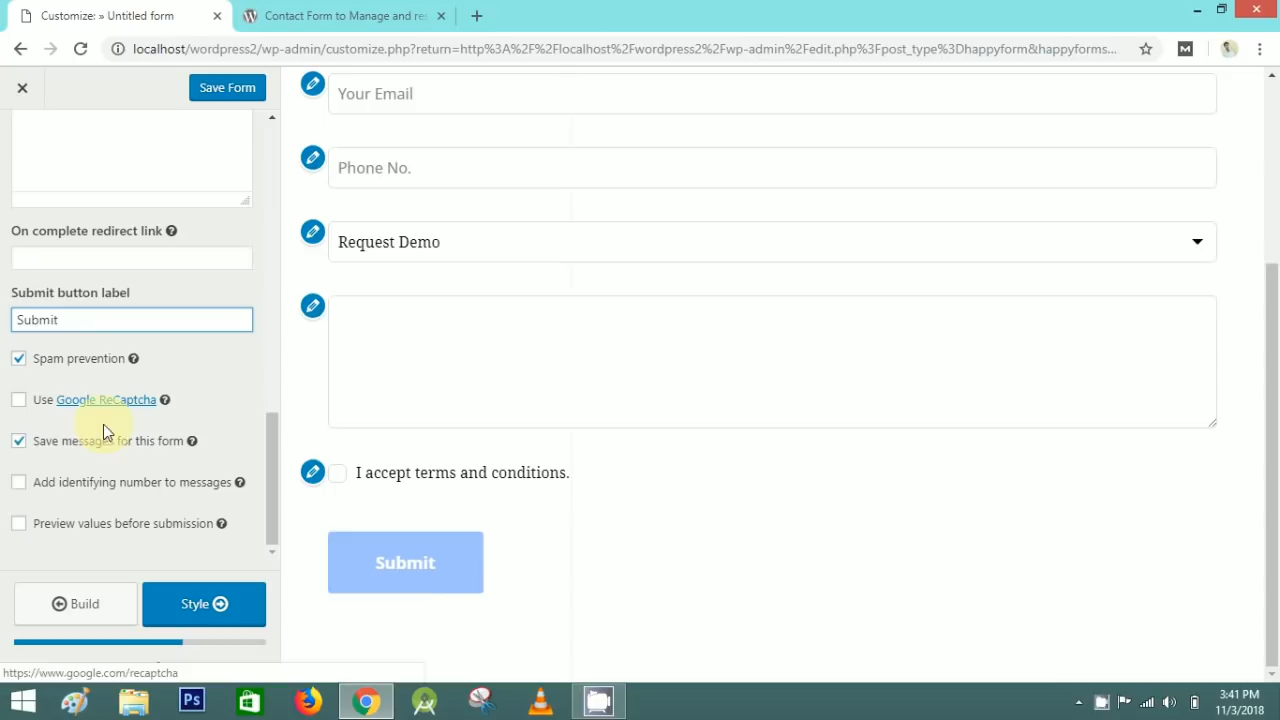 Customize: » Untitled form
Contact Form to Manage and res
localhost/wordpress2/wp-admin/customize.php?return=http%3A%2F%2Flocalhost%2Fwordpress2%2Fwp-admin%2Fedit.php%3Fpost_type%3Dhappyform&happyforms...
Save Form
Your Email
Phone No.
On complete redirect link
Request Demo
Submit button label
Submit
Spam prevention
Use Google ReCaptcha
Save messages for this form
I accept terms and conditions.
Add identifying number to messages
Preview values before submission
Submit
Build
Style
https://www.google.com/recaptcha
Ps
3:41 PM
11/3/2018